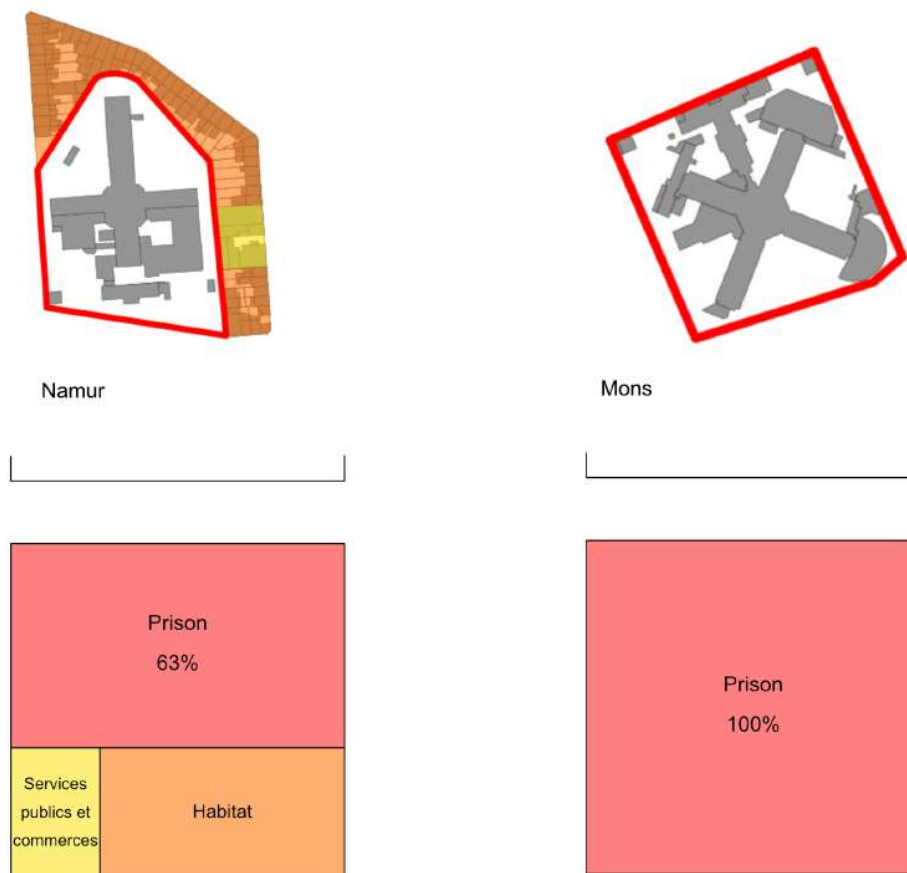 Namur
Mons
Prison
63%
Services
publics et
commerces
Habitat
Prison
100%